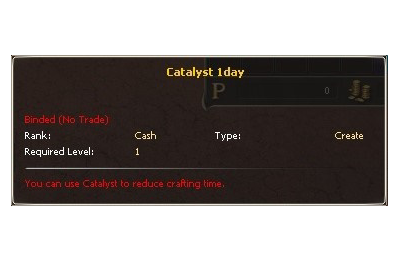 Catalyst 1day
P 0
Binded (No Trade)
Rank: Cash Type: Create
Required Level: 1
You can use Catalyst to reduce crafting time.